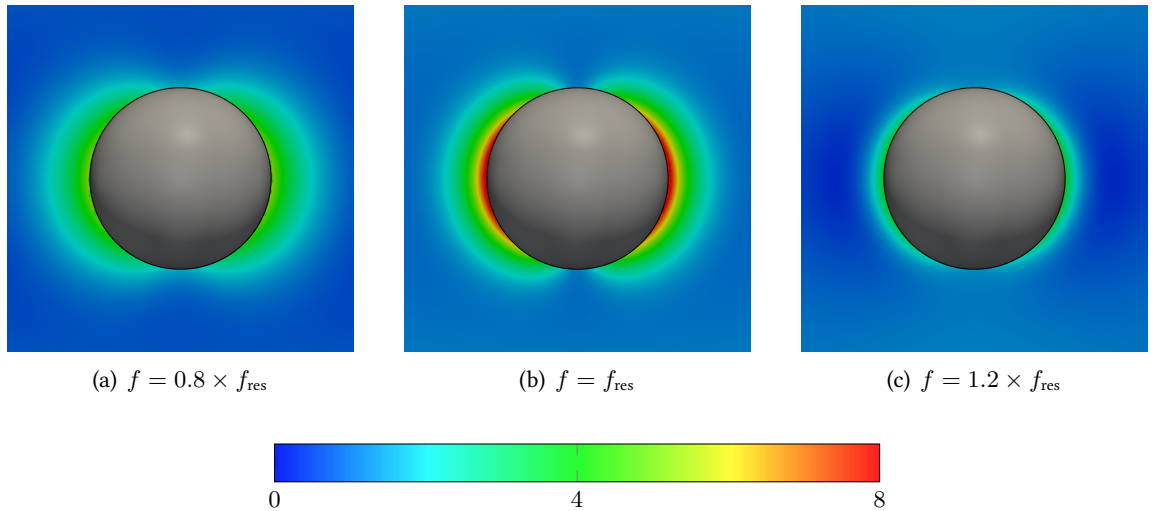 (a) f = 0.8 × f_res
(b) f = f_res
(c) f = 1.2 × f_res
0 4 8